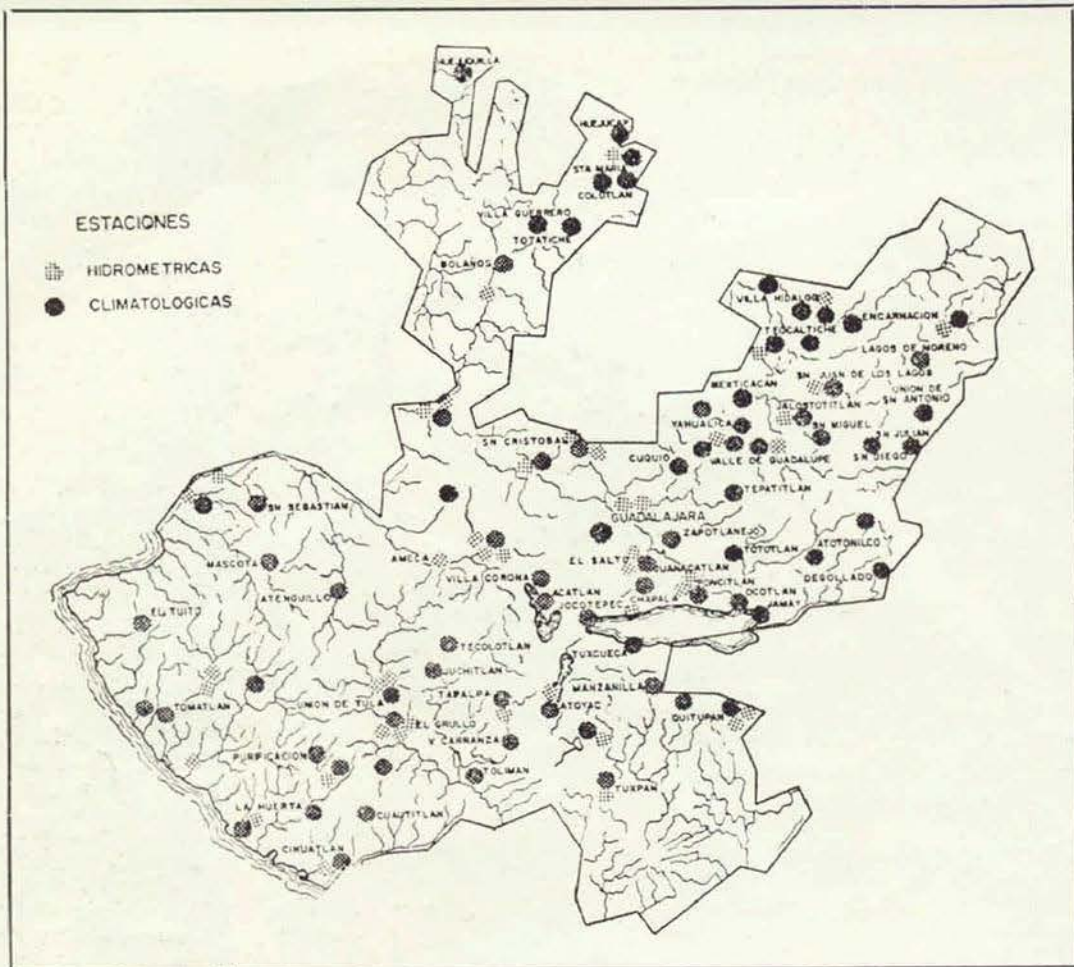 HUEJUQUILLA
HUEJUCAR
STA MARIA
COLOTLAN
VILLA GUERRERO
TOTATICHE
BOLAÑOS
ESTACIONES
HIDROMETRICAS
CLIMATOLOGICAS
VILLA HIDALGO
ENCARNACION
TEOCALTICHE
LAGOS DE MORENO
SN JUAN DE LOS LAGOS
MEXTICACAN
UNION DE
SN ANTONIO
JALOSTOTITLAN
YAHUALICA
SN MIGUEL
SN JULIAN
SN CRISTOBAL
CUQUIO
VALLE DE GUADALUPE
SN DIEGO
TEPATITLAN
SN SEBASTIAN
GUADALAJARA
ZAPOTLANEJO
ATOTONILCO
AMECA
EL SALTO
TOTOTLAN
MASCOTA
JUANACATLAN
DEGOLLADO
VILLA CORONA
PONCITLAN
ATENGUILLO
ACATLAN
CHAPALA
OCOTLAN
JOCOTEPEC
JAMAY
EL TUITO
TECOLOTLAN
TUXCUECA
JUCHITLAN
MANZANILLA
TAPALPA
UNION DE TULA
TOMATLAN
ATOYAC
QUITUPAN
EL GRULLO
V CARRANZA
PURIFICACION
TOLIMAN
TUXPAN
LA HUERTA
CUAUTITLAN
CIHUATLAN